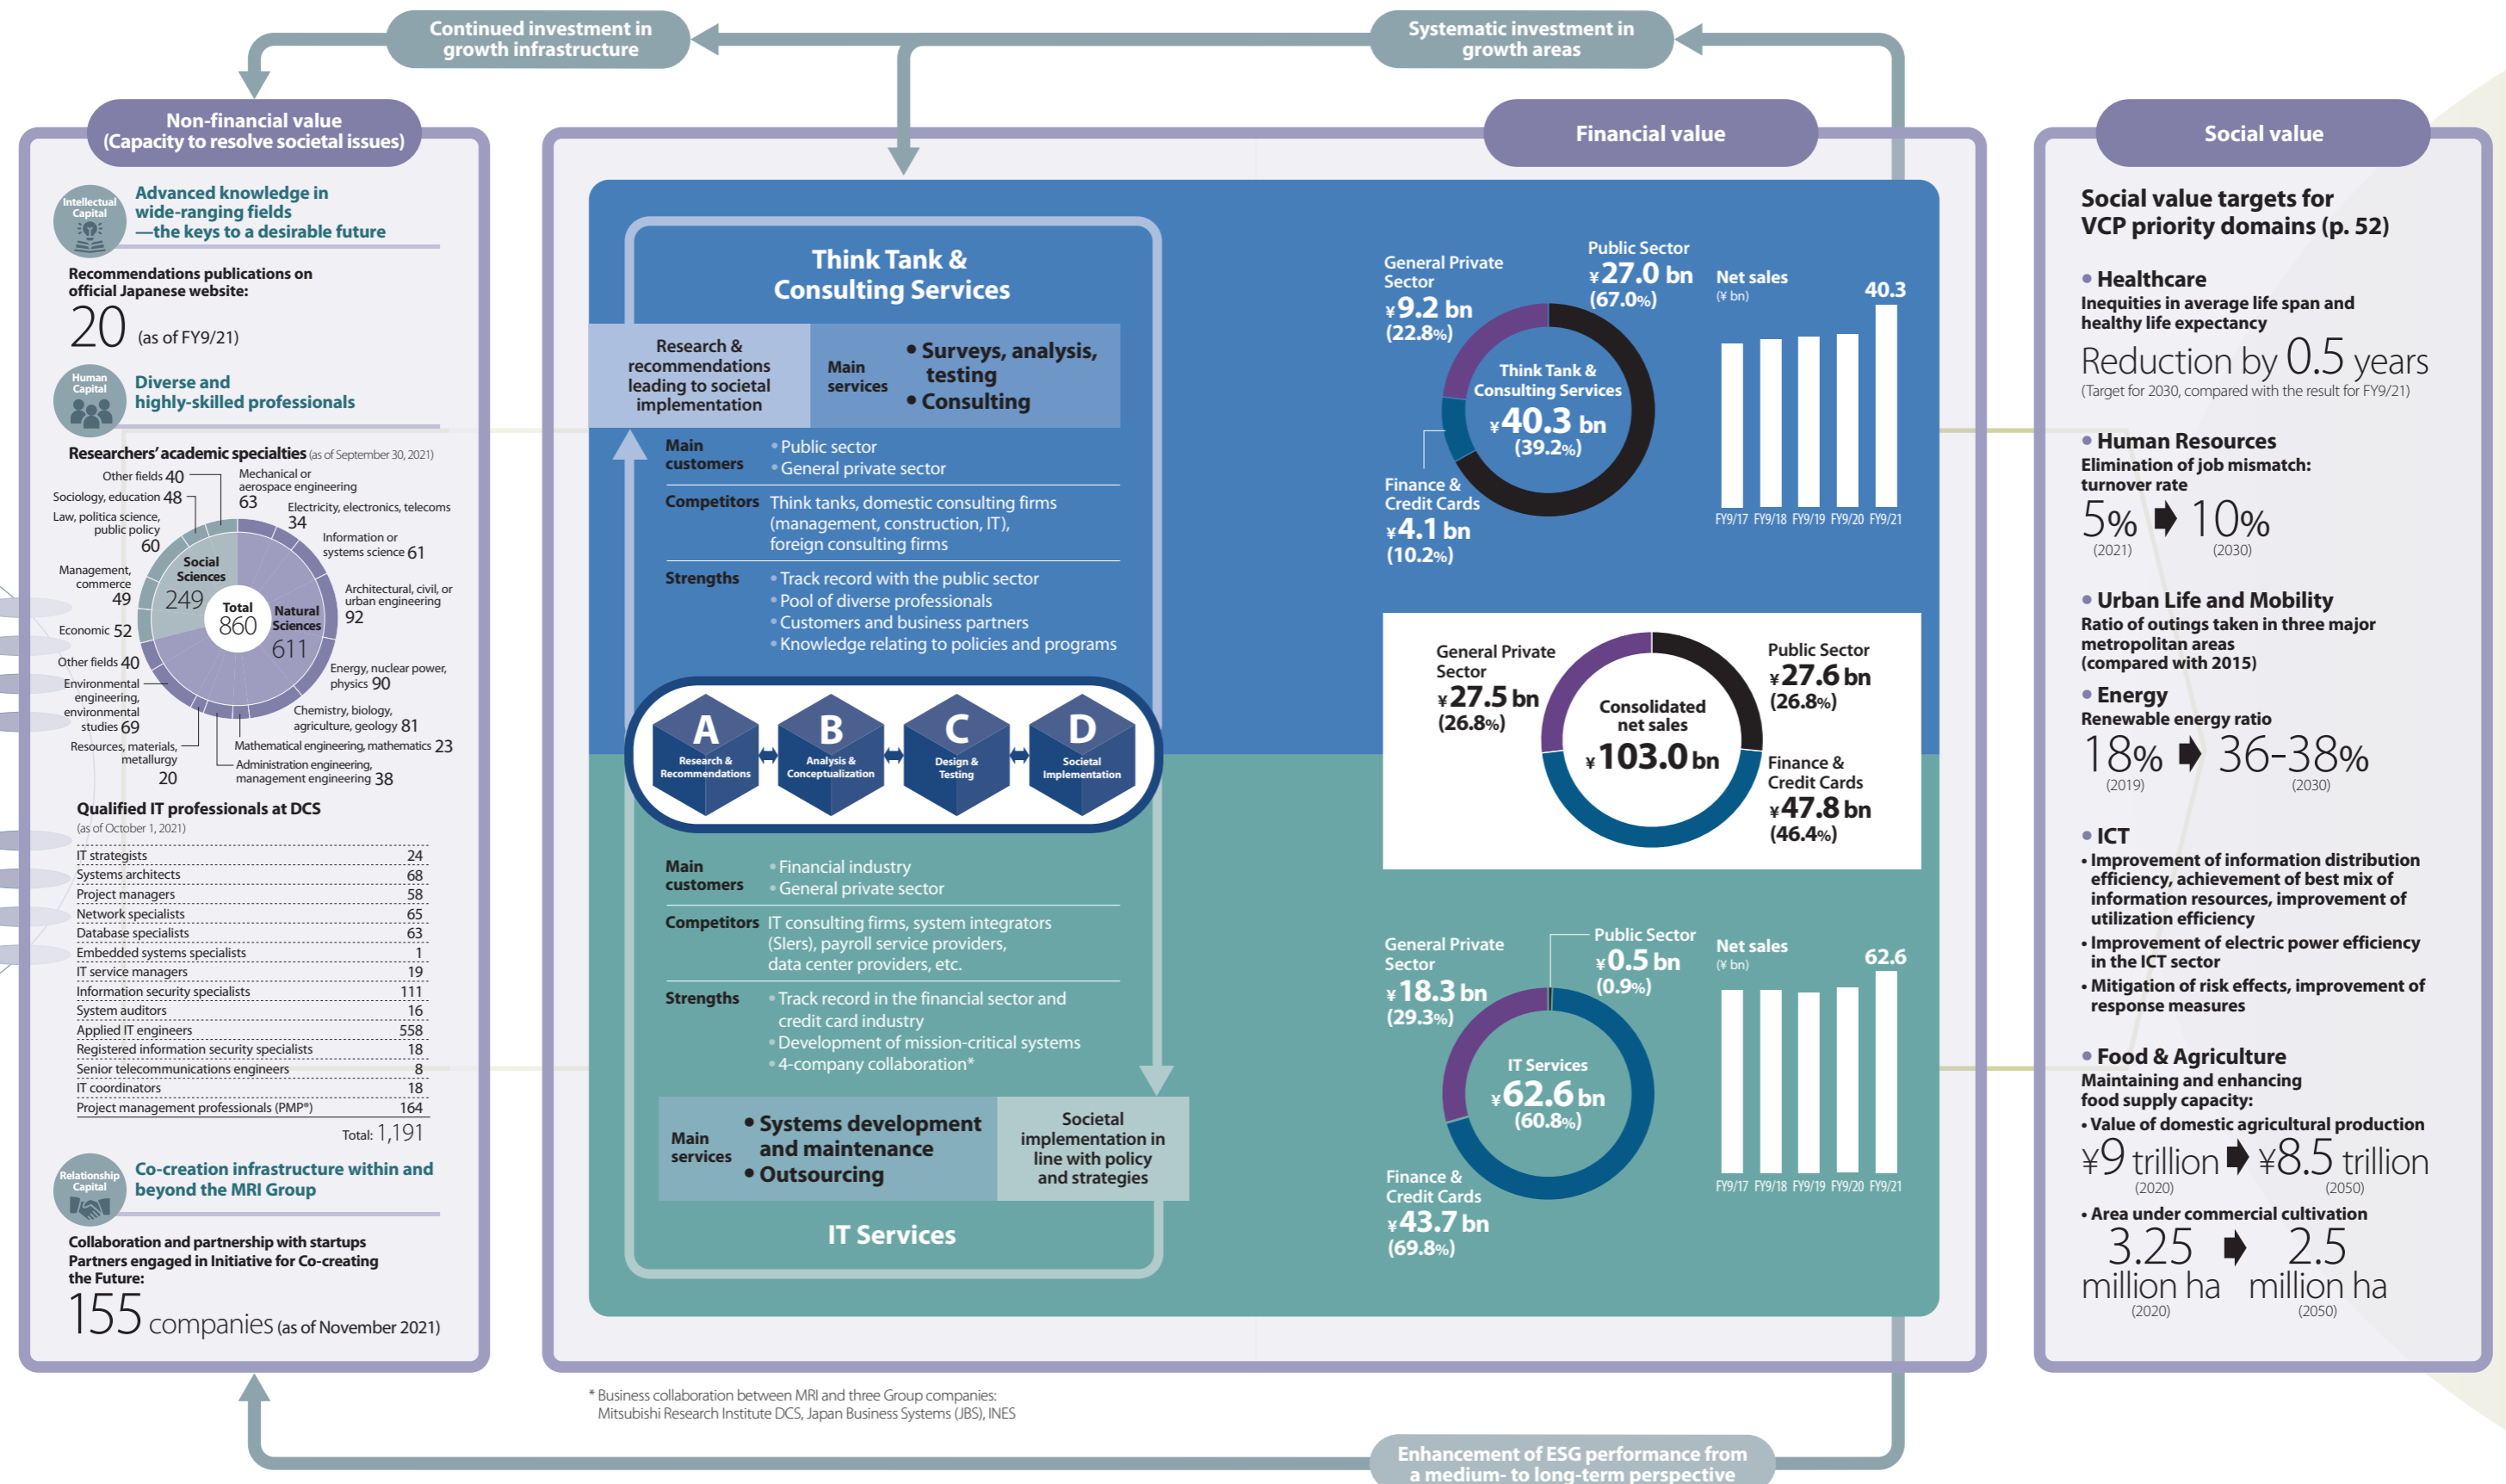 Continued investment in
growth infrastructure
Systematic investment in
growth areas
Non-financial value
(Capacity to resolve societal issues)
Intellectual
Capital
Advanced knowledge in
wide-ranging fields
—the keys to a desirable future
Recommendations publications on
official Japanese website:
20 (as of FY9/21)
Human
Capital
Diverse and
highly-skilled professionals
Researchers' academic specialties (as of September 30, 2021)
Other fields 40
Sociology, education 48
Law, politica science,
public policy
60
Management,
commerce
49
Economic 52
Other fields 40
Environmental
engineering,
environmental
studies 69
Resources, materials,
metallurgy
20
Mechanical or
aerospace engineering
63
Electricity, electronics, telecoms
34
Information or
systems science 61
Architectural, civil, or
urban engineering
92
Energy, nuclear power,
physics 90
Chemistry, biology,
agriculture, geology 81
Mathematical engineering, mathematics 23
Administration engineering,
management engineering 38
Social
Sciences
249
Total
860
Natural
Sciences
611
Qualified IT professionals at DCS
(as of October 1, 2021)
IT strategists 24
Systems architects 68
Project managers 58
Network specialists 65
Database specialists 63
Embedded systems specialists 1
IT service managers 19
Information security specialists 111
System auditors 16
Applied IT engineers 558
Registered information security specialists 18
Senior telecommunications engineers 8
IT coordinators 18
Project management professionals (PMP®) 164
Total: 1,191
Relationship
Capital
Co-creation infrastructure within and
beyond the MRI Group
Collaboration and partnership with startups
Partners engaged in Initiative for Co-creating
the Future:
155 companies (as of November 2021)
Financial value
Think Tank &
Consulting Services
Research &
recommendations
leading to societal
implementation
Main
services
• Surveys, analysis,
testing
• Consulting
Main
customers
• Public sector
• General private sector
Competitors
Think tanks, domestic consulting firms
(management, construction, IT),
foreign consulting firms
Strengths
• Track record with the public sector
• Pool of diverse professionals
• Customers and business partners
• Knowledge relating to policies and programs
A
Research &
Recommendations
B
Analysis &
Conceptualization
C
Design &
Testing
D
Societal
Implementation
Main
customers
• Financial industry
• General private sector
Competitors
IT consulting firms, system integrators
(SIers), payroll service providers,
data center providers, etc.
Strengths
• Track record in the financial sector and
credit card industry
• Development of mission-critical systems
• 4-company collaboration*
Main
services
• Systems development
and maintenance
• Outsourcing
Societal
implementation in
line with policy
and strategies
IT Services
General Private
Sector
¥9.2 bn
(22.8%)
Public Sector
¥27.0 bn
(67.0%)
Think Tank &
Consulting Services
¥40.3 bn
(39.2%)
Finance &
Credit Cards
¥4.1 bn
(10.2%)
Net sales
(¥ bn)
40.3
FY9/17 FY9/18 FY9/19 FY9/20 FY9/21
General Private
Sector
¥27.5 bn
(26.8%)
Consolidated
net sales
¥103.0 bn
Public Sector
¥27.6 bn
(26.8%)
Finance &
Credit Cards
¥47.8 bn
(46.4%)
General Private
Sector
¥18.3 bn
(29.3%)
Public Sector
¥0.5 bn
(0.9%)
IT Services
¥62.6 bn
(60.8%)
Finance &
Credit Cards
¥43.7 bn
(69.8%)
Net sales
(¥ bn)
62.6
FY9/17 FY9/18 FY9/19 FY9/20 FY9/21
Social value
Social value targets for
VCP priority domains (p. 52)
• Healthcare
Inequities in average life span and
healthy life expectancy
Reduction by 0.5 years
(Target for 2030, compared with the result for FY9/21)
• Human Resources
Elimination of job mismatch:
turnover rate
5% 10%
(2021) (2030)
• Urban Life and Mobility
Ratio of outings taken in three major
metropolitan areas
(compared with 2015)
• Energy
Renewable energy ratio
18% 36-38%
(2019) (2030)
• ICT
• Improvement of information distribution
efficiency, achievement of best mix of
information resources, improvement of
utilization efficiency
• Improvement of electric power efficiency
in the ICT sector
• Mitigation of risk effects, improvement of
response measures
• Food & Agriculture
Maintaining and enhancing
food supply capacity:
• Value of domestic agricultural production
¥9 trillion ¥8.5 trillion
(2020) (2050)
• Area under commercial cultivation
3.25 2.5
million ha million ha
(2020) (2050)
* Business collaboration between MRI and three Group companies:
Mitsubishi Research Institute DCS, Japan Business Systems (JBS), INES
Enhancement of ESG performance from
a medium- to long-term perspective